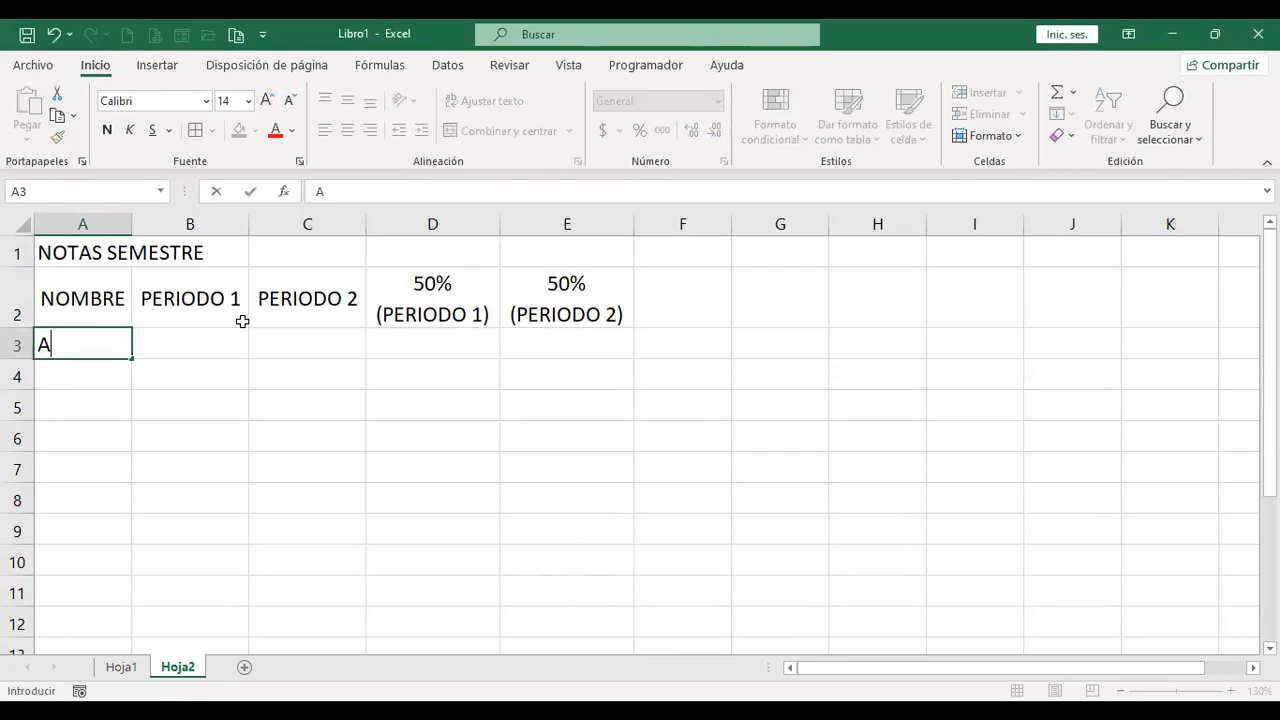 Libro1 - Excel
Buscar
Inic. ses.
Archivo Inicio Insertar Disposición de página Fórmulas Datos Revisar Vista Programador Ayuda Compartir
Pegar
Calibri 14
N K S
A
Ajustar texto
Combinar y centrar
General
$ % 000
Formato condicional
Dar formato como tabla
Estilos de celda
Insertar
Eliminar
Formato
Ordenar y filtrar
Buscar y seleccionar
Portapapeles Fuente Alineación Número Estilos Celdas Edición
A3 fx A
A B C D E F G H I J K
1 NOTAS SEMESTRE
2 NOMBRE PERIODO 1 PERIODO 2 50% (PERIODO 1) 50% (PERIODO 2)
3 A
4
5
6
7
8
9
10
11
12
13
Hoja1 Hoja2
Introducir 130%